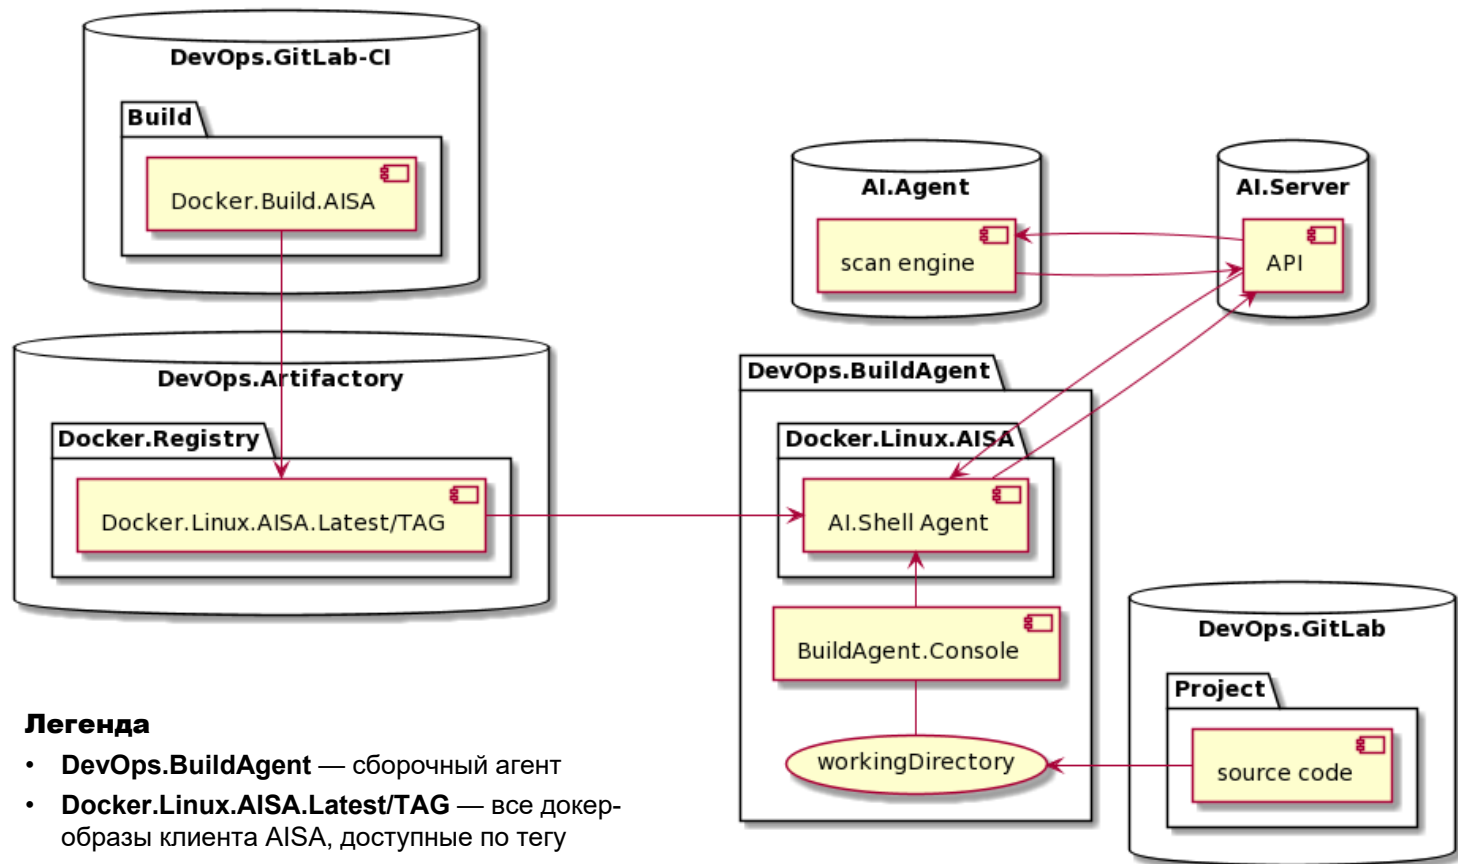 DevOps.GitLab-CI
Build
Docker.Build.AISA
DevOps.Artifactory
Docker.Registry
Docker.Linux.AISA.Latest/TAG
AI.Agent
scan engine
AI.Server
API
DevOps.BuildAgent
Docker.Linux.AISA
AI.Shell Agent
BuildAgent.Console
workingDirectory
DevOps.GitLab
Project
source code
Легенда
• DevOps.BuildAgent — сборочный агент
• Docker.Linux.AISA.Latest/TAG — все докер-
образы клиента AISA, доступные по тегу